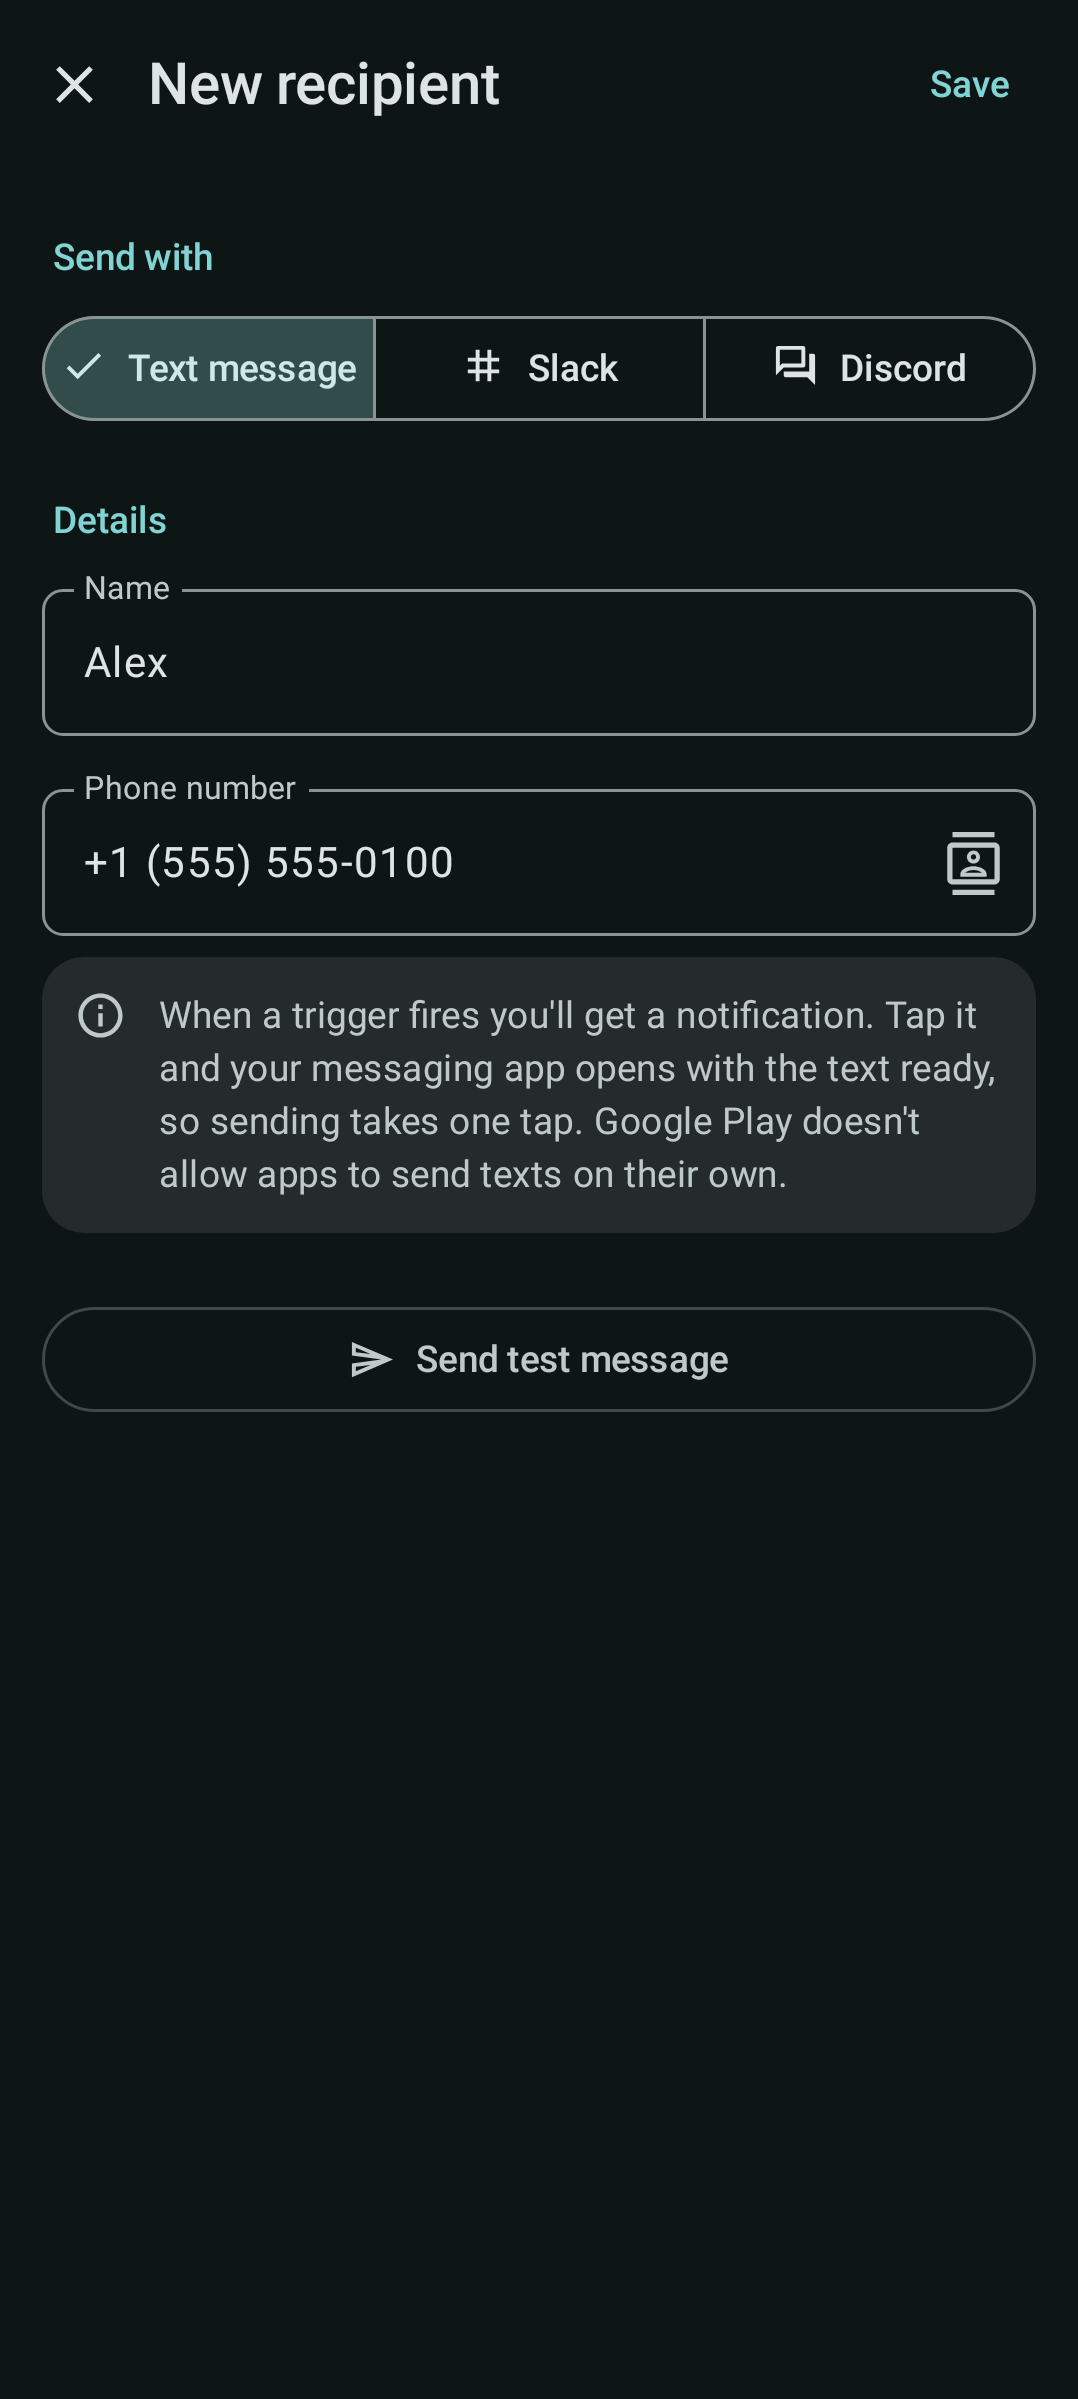 New recipient
Save
Send with
Text message
Slack
Discord
Details
Name
Alex
Phone number
+1 (555) 555-0100
When a trigger fires you'll get a notification. Tap it
and your messaging app opens with the text ready,
so sending takes one tap. Google Play doesn't
allow apps to send texts on their own.
Send test message